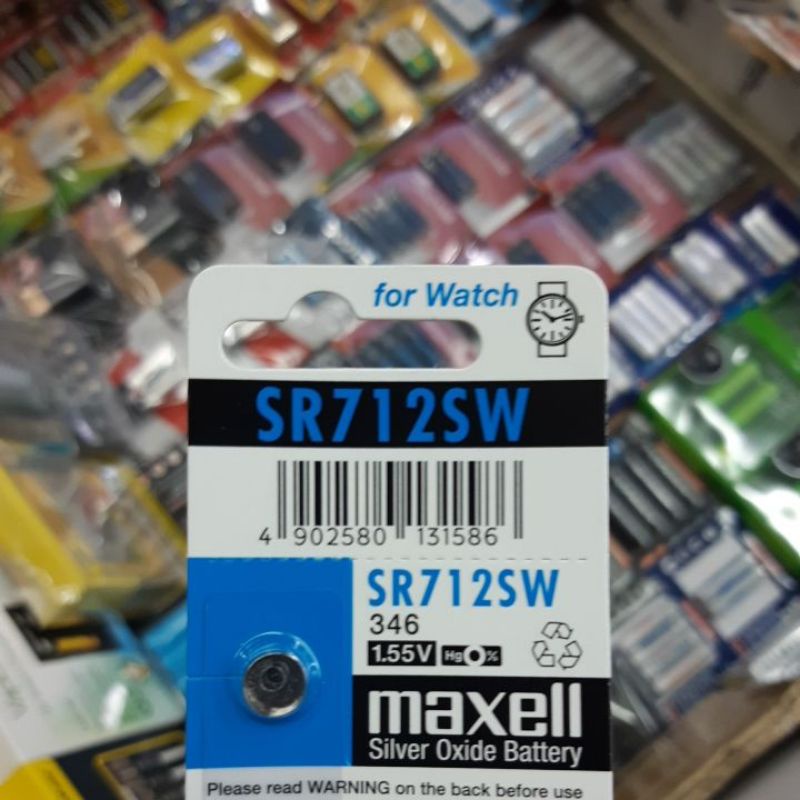 for Watch
SR712SW
4 902580 131586
SR712SW
346
1.55V Hg 0%
maxell
Silver Oxide Battery
Please read WARNING on the back before use